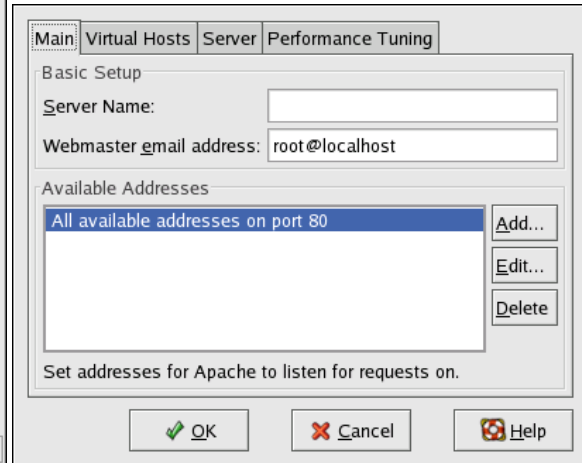 Main Virtual Hosts Server Performance Tuning
Basic Setup
Server Name:
Webmaster email address: root@localhost
Available Addresses
All available addresses on port 80
Add...
Edit...
Delete
Set addresses for Apache to listen for requests on.
OK Cancel Help